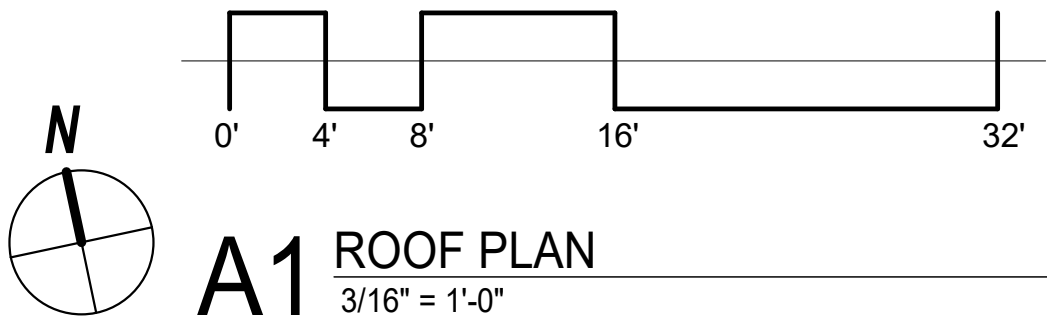 0' 4' 8' 16' 32'
N
A1 ROOF PLAN
3/16" = 1'-0"